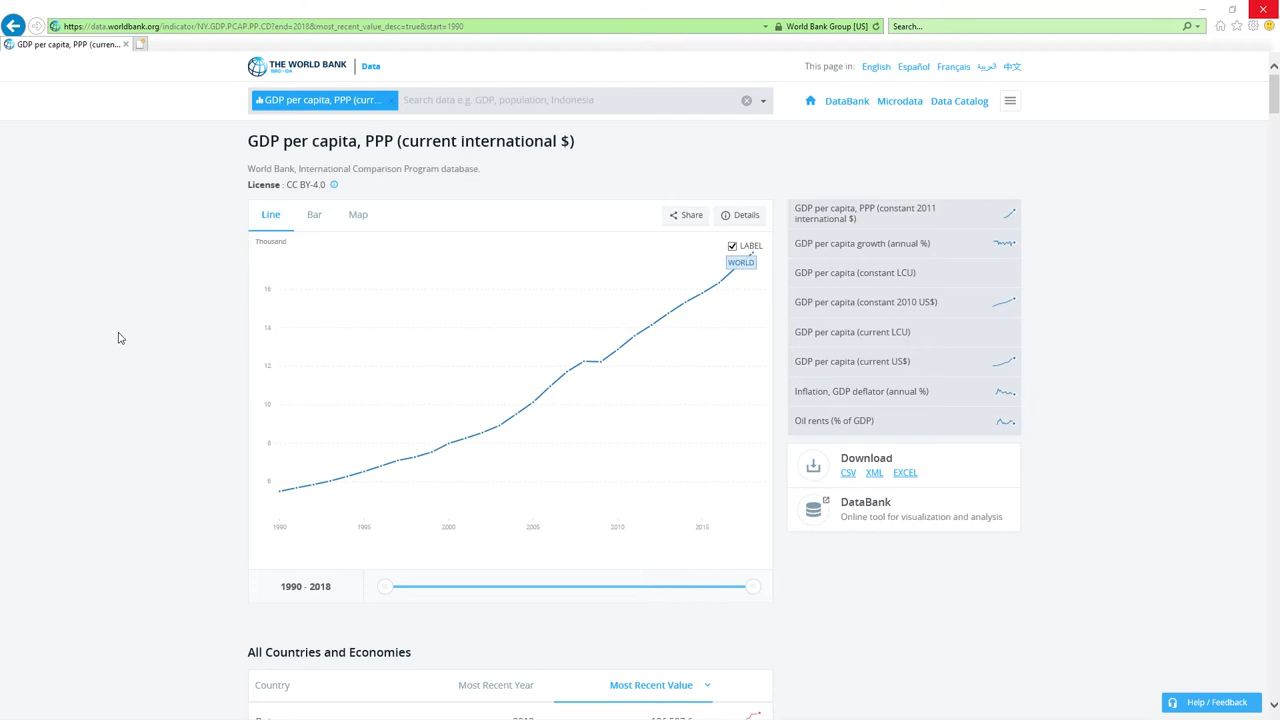 https://data.worldbank.org/indicator/NY.GDP.PCAP.PP.CD?end=2018&most_recent_value_desc=true&start=1990
World Bank Group [US]
Search...
GDP per capita, PPP (curren...
THE WORLD BANK
IBRD • IDA
Data
This page in: English Español Français العربية 中文
GDP per capita, PPP (curr...
Search data e.g. GDP, population, Indonesia
DataBank Microdata Data Catalog
GDP per capita, PPP (current international $)
World Bank, International Comparison Program database.
License : CC BY-4.0
Line Bar Map
Share Details
Thousand
LABEL
WORLD
16
14
12
10
8
6
1990 1995 2000 2005 2010 2015
1990 - 2018
GDP per capita, PPP (constant 2011
international $)
GDP per capita growth (annual %)
GDP per capita (constant LCU)
GDP per capita (constant 2010 US$)
GDP per capita (current LCU)
GDP per capita (current US$)
Inflation, GDP deflator (annual %)
Oil rents (% of GDP)
Download
CSV XML EXCEL
DataBank
Online tool for visualization and analysis
All Countries and Economies
Country Most Recent Year Most Recent Value
Help / Feedback